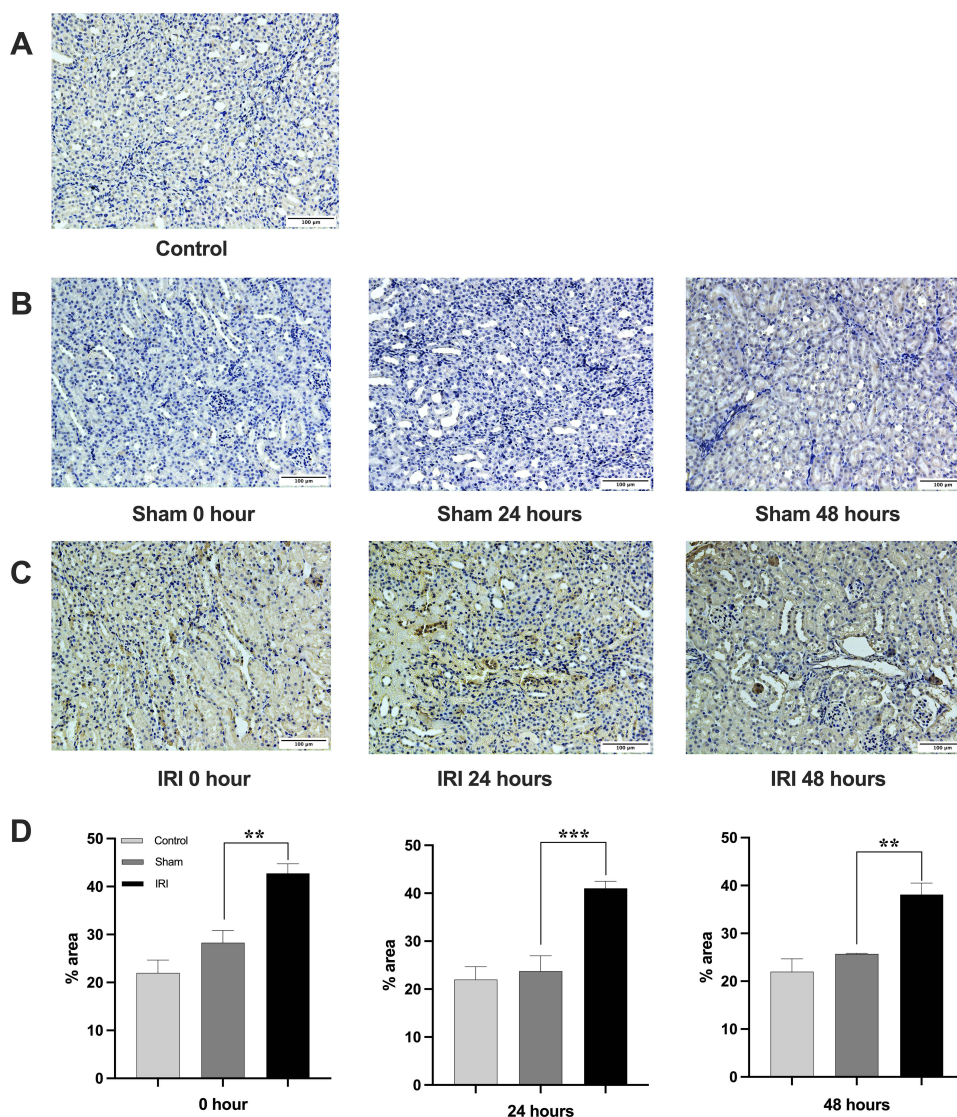 A
100 µm
Control
B
100 µm
100 µm
100 µm
Sham 0 hour
Sham 24 hours
Sham 48 hours
C
100 µm
100 µm
100 µm
IRI 0 hour
IRI 24 hours
IRI 48 hours
D
Control
Sham
IRI
**
% area
50
40
30
20
10
0
0 hour
***
% area
50
40
30
20
10
0
24 hours
**
% area
50
40
30
20
10
0
48 hours